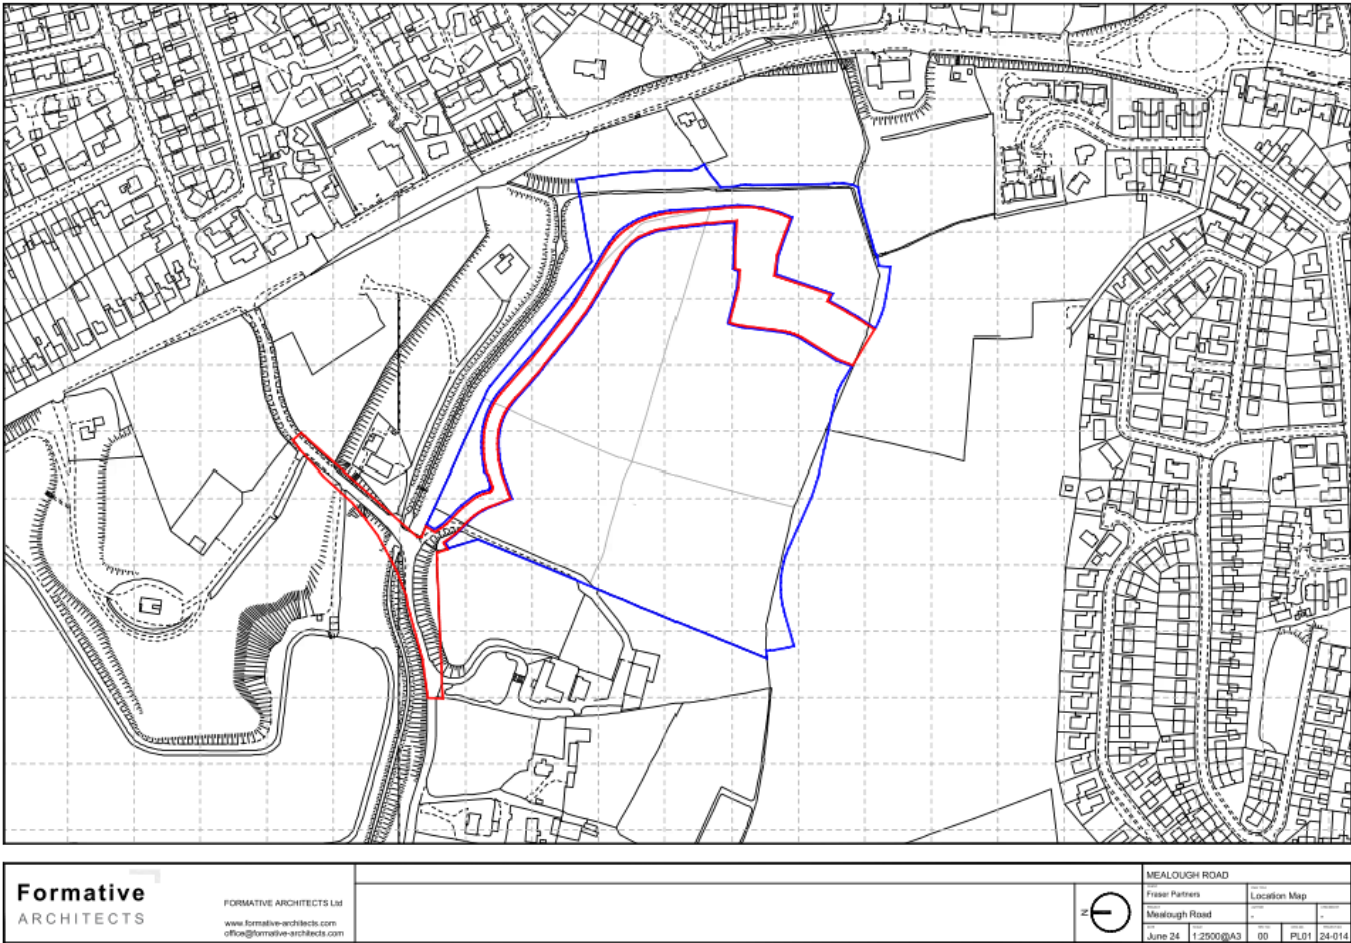 Formative
ARCHITECTS
FORMATIVE ARCHITECTS Ltd
www.formative-architects.com
office@formative-architects.com
N
MEALOUGH ROAD
Fraser Partners
Location Map
Mealough Road
-
-
June 24
1:2500@A3
00
PL01
24-014